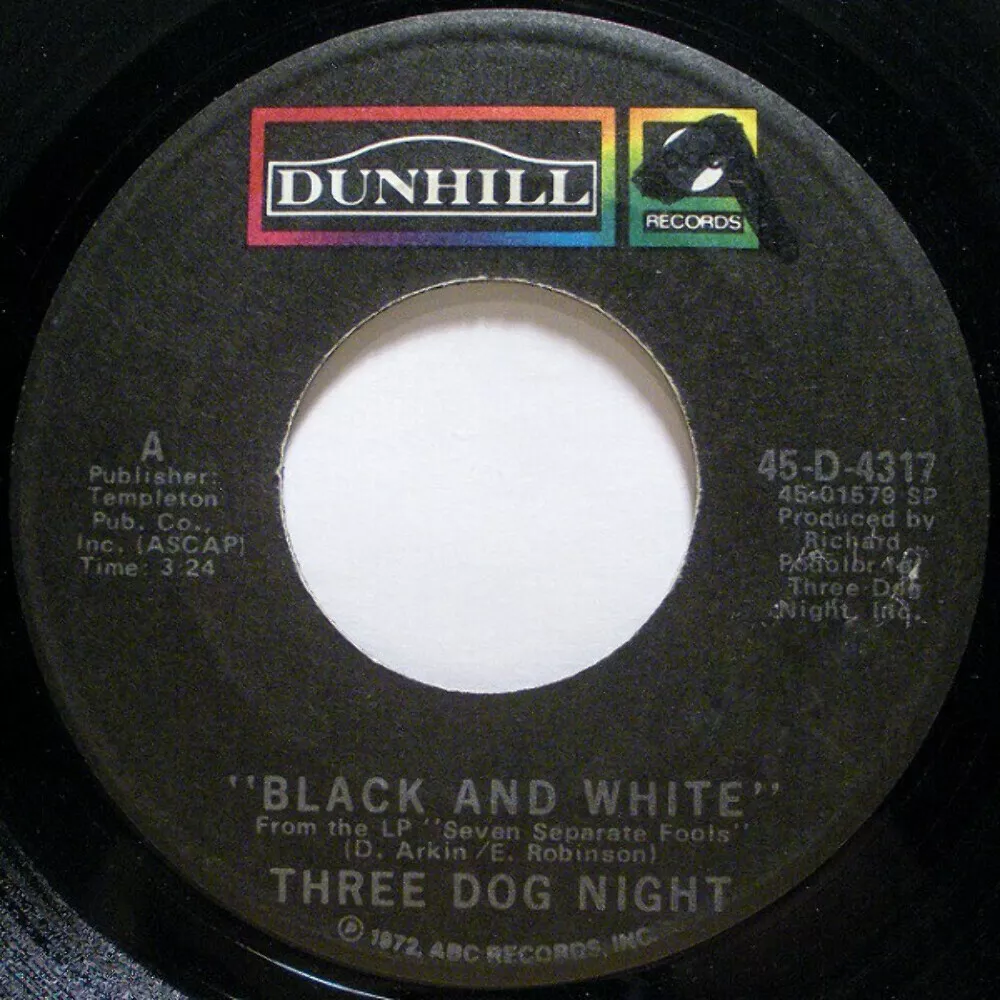 DUNHILL
RECORDS
A
Publisher:
Templeton
Pub. Co.,
Inc. (ASCAP)
Time: 3:24
45-D-4317
45-01579 SP
Produced by
Richard
Podolor for
Three Dog
Night, Inc.
"BLACK AND WHITE"
From the LP "Seven Separate Fools"
(D. Arkin/E. Robinson)
THREE DOG NIGHT
℗ 1972, ABC RECORDS, INC.